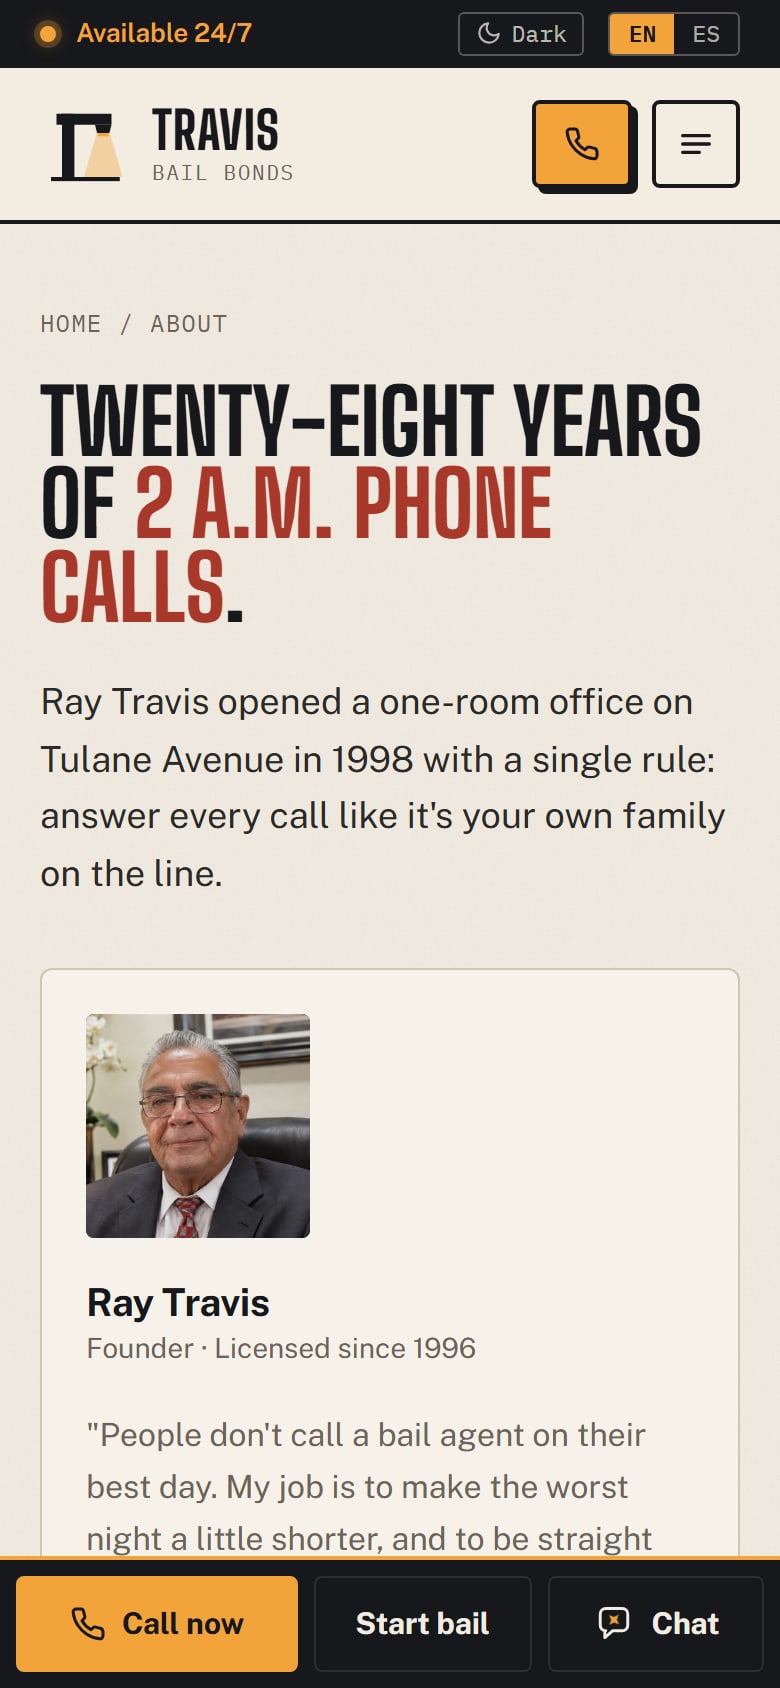 Available 24/7
Dark
EN
ES
TRAVIS
BAIL BONDS
HOME / ABOUT
TWENTY-EIGHT YEARS
OF 2 A.M. PHONE
CALLS.
Ray Travis opened a one-room office on
Tulane Avenue in 1998 with a single rule:
answer every call like it's your own family
on the line.
Ray Travis
Founder · Licensed since 1996
"People don't call a bail agent on their
best day. My job is to make the worst
night a little shorter, and to be straight
Call now
Start bail
Chat